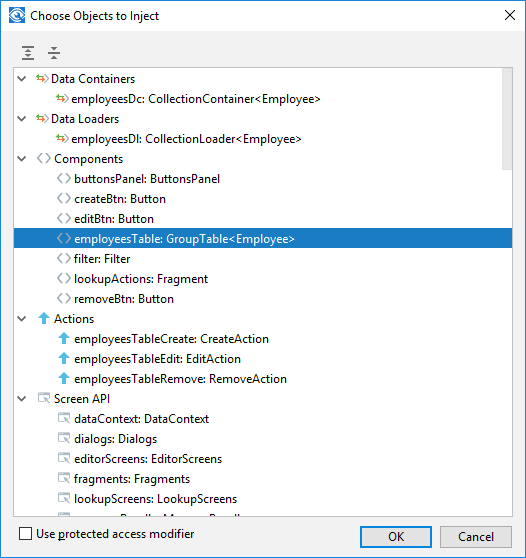 Choose Objects to Inject
Data Containers
employeesDc: CollectionContainer<Employee>
Data Loaders
employeesDl: CollectionLoader<Employee>
Components
buttonsPanel: ButtonsPanel
createBtn: Button
editBtn: Button
employeesTable: GroupTable<Employee>
filter: Filter
lookupActions: Fragment
removeBtn: Button
Actions
employeesTableCreate: CreateAction
employeesTableEdit: EditAction
employeesTableRemove: RemoveAction
Screen API
dataContext: DataContext
dialogs: Dialogs
editorScreens: EditorScreens
fragments: Fragments
lookupScreens: LookupScreens
Use protected access modifier
OK
Cancel